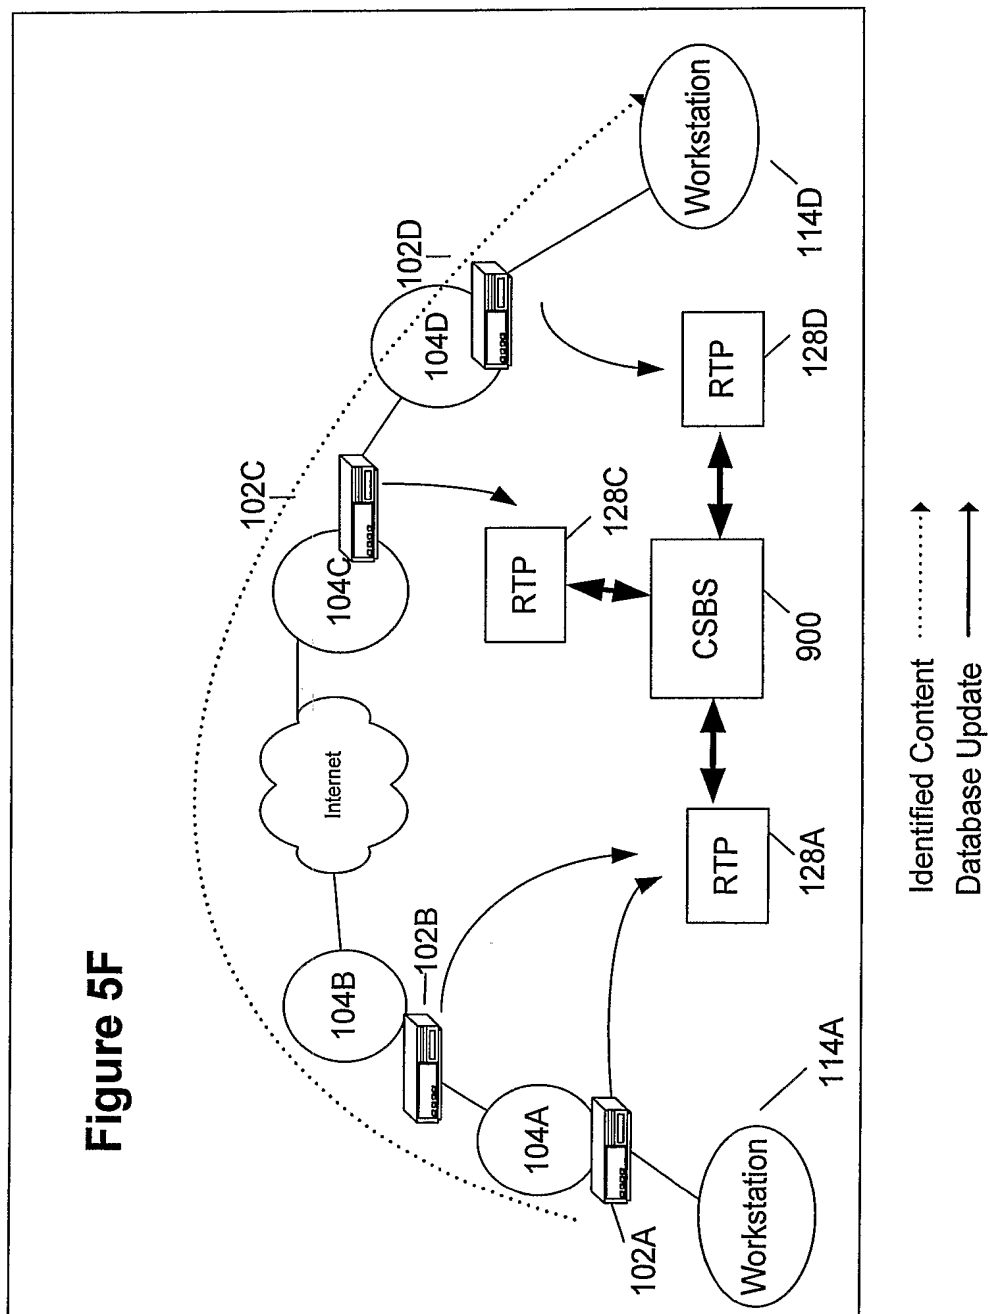 Figure 5F
102C
102D
104B
Internet
104C
104D
102B
104A
102A
Workstation
114A
RTP
128A
RTP
128C
CSBS
900
RTP
128D
Workstation
114D
Identified Content
Database Update